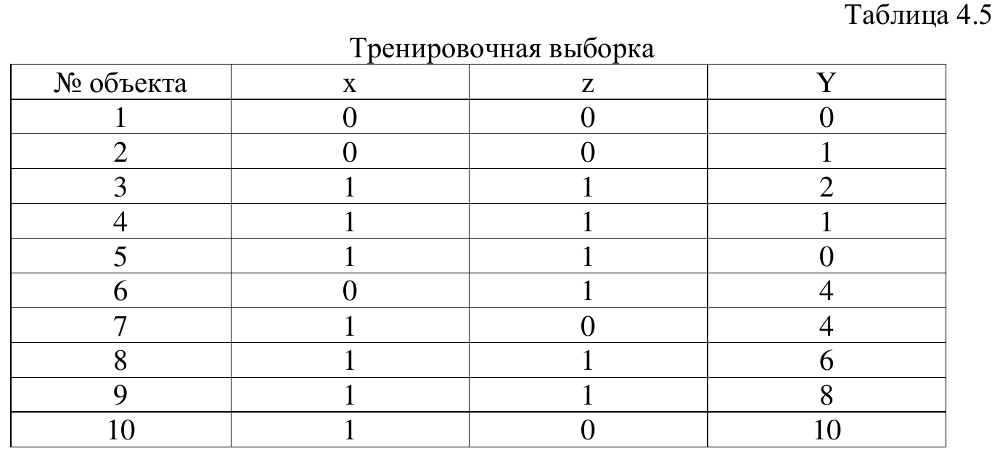 Таблица 4.5
Тренировочная выборка
№ объекта x z Y
1 0 0 0
2 0 0 1
3 1 1 2
4 1 1 1
5 1 1 0
6 0 1 4
7 1 0 4
8 1 1 6
9 1 1 8
10 1 0 10